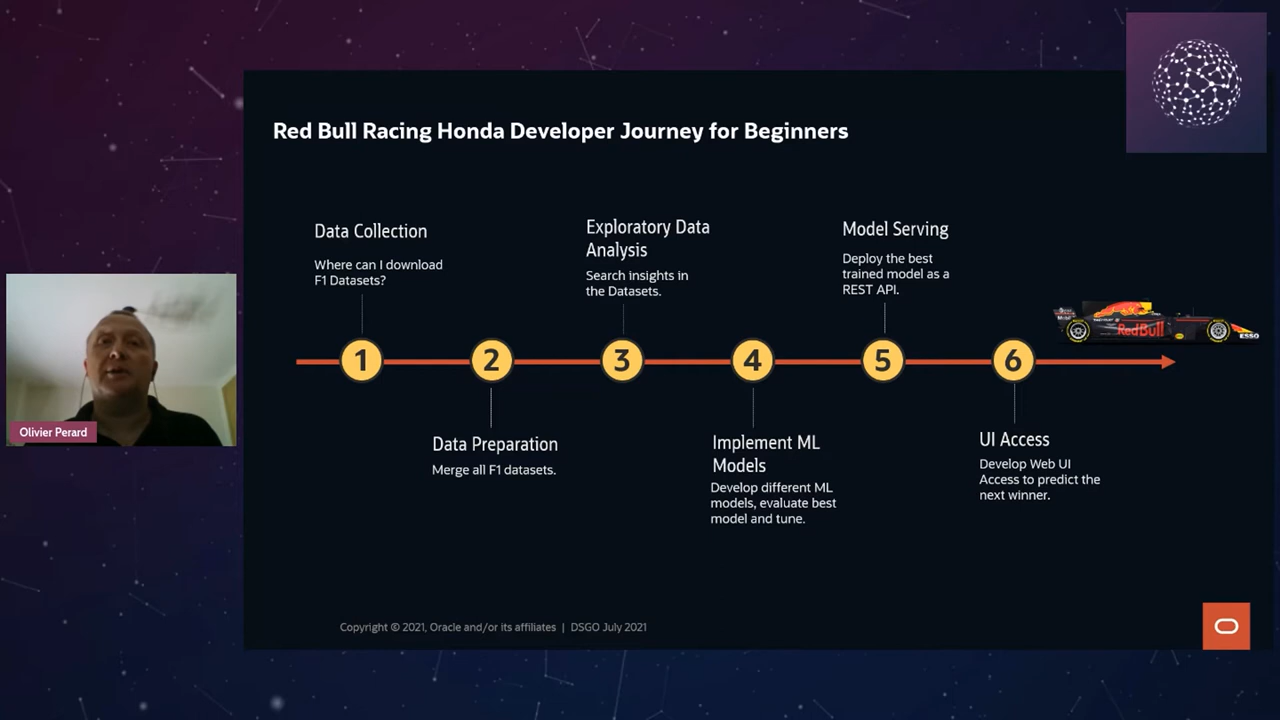 Red Bull Racing Honda Developer Journey for Beginners
Data Collection
Where can I download
F1 Datasets?
Exploratory Data
Analysis
Search insights in
the Datasets.
Model Serving
Deploy the best
trained model as a
REST API.
1
2
3
4
5
6
RedBull
ESSO
Data Preparation
Merge all F1 datasets.
Implement ML
Models
Develop different ML
models, evaluate best
model and tune.
UI Access
Develop Web UI
Access to predict the
next winner.
Olivier Perard
Copyright © 2021, Oracle and/or its affiliates | DSGO July 2021